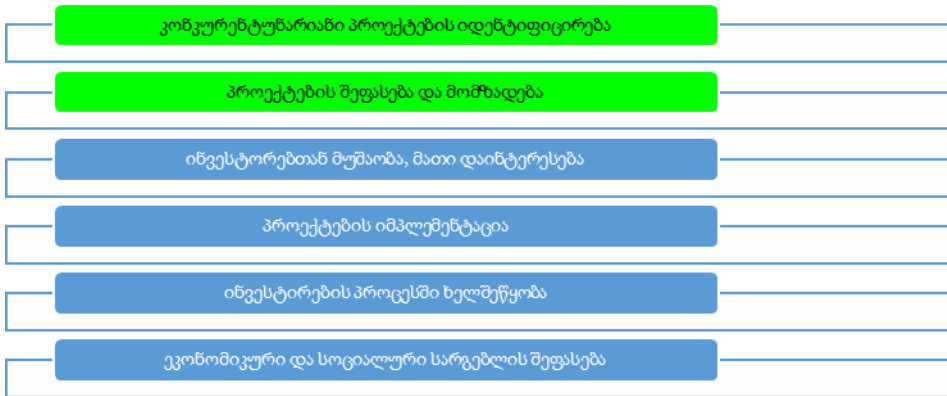 კონკურენტუნარიანი პროექტების იდენტიფიცირება
პროექტების შეფასება და მომზადება
ინვესტორებთან მუშაობა, მათი დაინტერესება
პროექტების იმპლემენტაცია
ინვესტირების პროცესში ხელშეწყობა
ეკონომიკური და სოციალური სარგებლის შეფასება